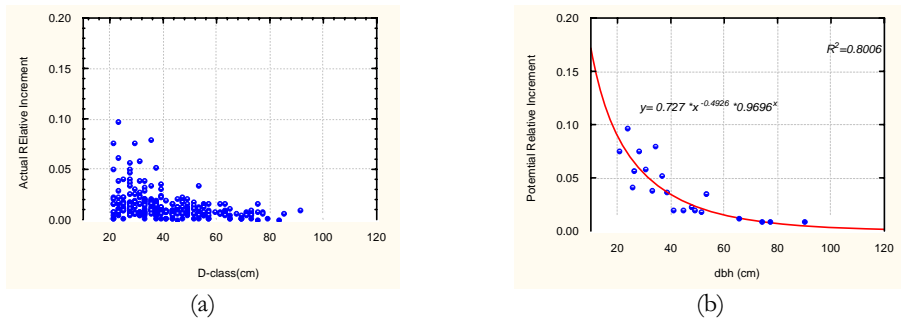 0.20
0.15
0.10
0.05
0.00
Actual RElative Increment
20 40 60 80 100 120
D-class(cm)
(a)
0.20
0.15
0.10
0.05
0.00
Potemtial Relative Increment
R²=0.8006
y= 0.727 *x^-0.4926 *0.9696^x
20 40 60 80 100 120
dbh (cm)
(b)